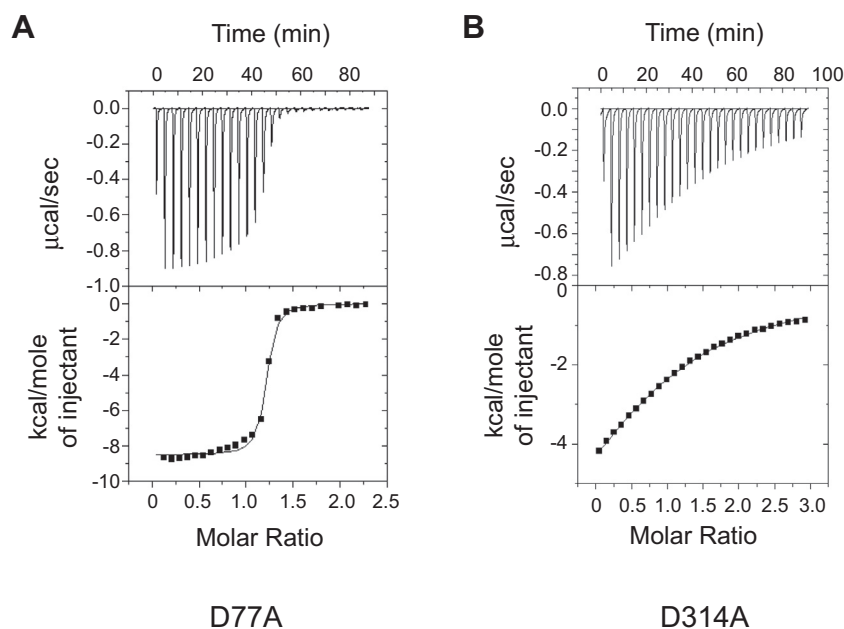 A
Time (min)
0 20 40 60 80
0.0
-0.2
-0.4
-0.6
-0.8
-1.0
µcal/sec
0
-2
-4
-6
-8
-10
kcal/mole
of injectant
0 0.5 1.0 1.5 2.0 2.5
Molar Ratio
D77A
B
Time (min)
0 20 40 60 80 100
0.0
-0.2
-0.4
-0.6
-0.8
µcal/sec
0
-2
-4
kcal/mole
of injectant
0 0.5 1.0 1.5 2.0 2.5 3.0
Molar Ratio
D314A